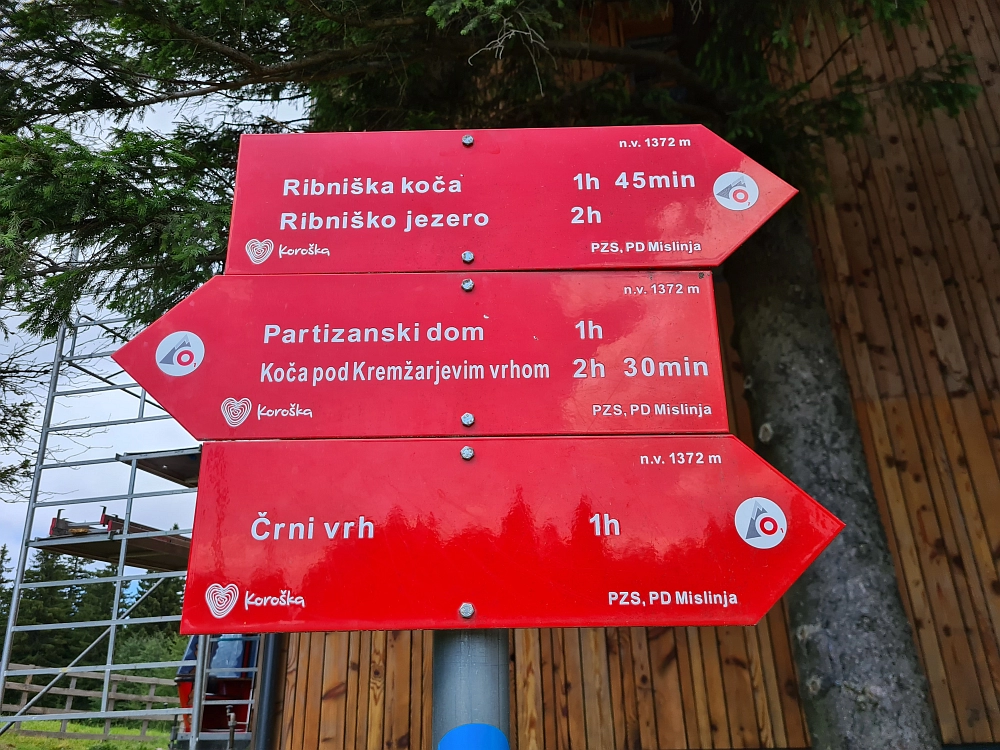 n.v. 1372 m
Ribniška koča 1h 45min
Ribniško jezero 2h
Koroška PZS, PD Mislinja
n.v. 1372 m
Partizanski dom 1h
Koča pod Kremžarjevim vrhom 2h 30min
Koroška PZS, PD Mislinja
n.v. 1372 m
Črni vrh 1h
Koroška PZS, PD Mislinja